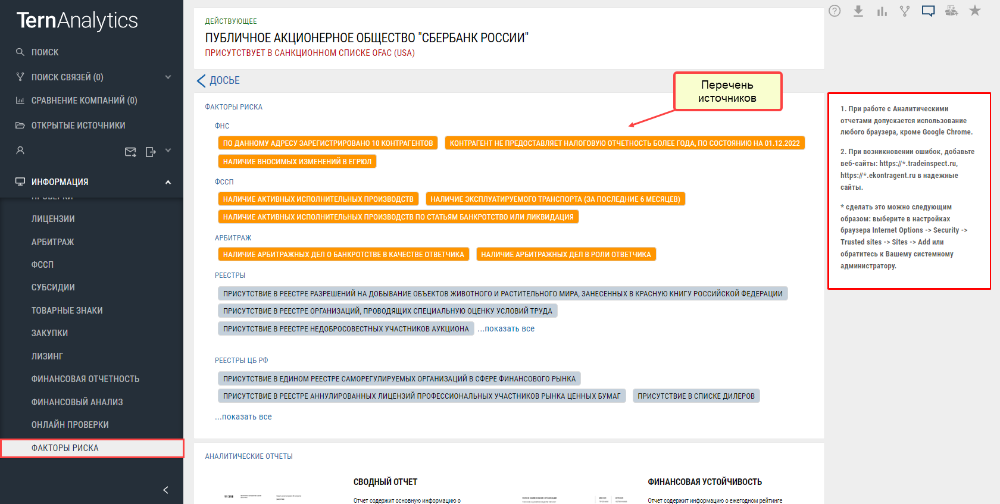 TernAnalytics
ПОИСК
ПОИСК СВЯЗЕЙ (0)
СРАВНЕНИЕ КОМПАНИЙ (0)
ОТКРЫТЫЕ ИСТОЧНИКИ
ИНФОРМАЦИЯ
ПРОВЕРКИ
ЛИЦЕНЗИИ
АРБИТРАЖ
ФССП
СУБСИДИИ
ТОВАРНЫЕ ЗНАКИ
ЗАКУПКИ
ЛИЗИНГ
ФИНАНСОВАЯ ОТЧЕТНОСТЬ
ФИНАНСОВЫЙ АНАЛИЗ
ОНЛАЙН ПРОВЕРКИ
ФАКТОРЫ РИСКА
ДЕЙСТВУЮЩЕЕ
ПУБЛИЧНОЕ АКЦИОНЕРНОЕ ОБЩЕСТВО "СБЕРБАНК РОССИИ"
ПРИСУТСТВУЕТ В САНКЦИОННОМ СПИСКЕ OFAC (USA)
ДОСЬЕ
Перечень
источников
ФАКТОРЫ РИСКА
ФНС
ПО ДАННОМУ АДРЕСУ ЗАРЕГИСТРИРОВАНО 10 КОНТРАГЕНТОВ
КОНТРАГЕНТ НЕ ПРЕДОСТАВЛЯЕТ НАЛОГОВУЮ ОТЧЕТНОСТЬ БОЛЕЕ ГОДА, ПО СОСТОЯНИЮ НА 01.12.2022
НАЛИЧИЕ ВНОСИМЫХ ИЗМЕНЕНИЙ В ЕГРЮЛ
ФССП
НАЛИЧИЕ АКТИВНЫХ ИСПОЛНИТЕЛЬНЫХ ПРОИЗВОДСТВ
НАЛИЧИЕ ЭКСПЛУАТИРУЕМОГО ТРАНСПОРТА (ЗА ПОСЛЕДНИЕ 6 МЕСЯЦЕВ)
НАЛИЧИЕ АКТИВНЫХ ИСПОЛНИТЕЛЬНЫХ ПРОИЗВОДСТВ ПО СТАТЬЯМ БАНКРОТСТВО ИЛИ ЛИКВИДАЦИЯ
АРБИТРАЖ
НАЛИЧИЕ АРБИТРАЖНЫХ ДЕЛ О БАНКРОТСТВЕ В КАЧЕСТВЕ ОТВЕТЧИКА
НАЛИЧИЕ АРБИТРАЖНЫХ ДЕЛ В РОЛИ ОТВЕТЧИКА
РЕЕСТРЫ
ПРИСУТСТВИЕ В РЕЕСТРЕ РАЗРЕШЕНИЙ НА ДОБЫВАНИЕ ОБЪЕКТОВ ЖИВОТНОГО И РАСТИТЕЛЬНОГО МИРА, ЗАНЕСЕННЫХ В КРАСНУЮ КНИГУ РОССИЙСКОЙ ФЕДЕРАЦИИ
ПРИСУТСТВИЕ В РЕЕСТРЕ ОРГАНИЗАЦИЙ, ПРОВОДЯЩИХ СПЕЦИАЛЬНУЮ ОЦЕНКУ УСЛОВИЙ ТРУДА
ПРИСУТСТВИЕ В РЕЕСТРЕ НЕДОБРОСОВЕСТНЫХ УЧАСТНИКОВ АУКЦИОНА
...показать все
РЕЕСТРЫ ЦБ РФ
ПРИСУТСТВИЕ В ЕДИНОМ РЕЕСТРЕ САМОРЕГУЛИРУЕМЫХ ОРГАНИЗАЦИЙ В СФЕРЕ ФИНАНСОВОГО РЫНКА
ПРИСУТСТВИЕ В РЕЕСТРЕ АННУЛИРОВАННЫХ ЛИЦЕНЗИЙ ПРОФЕССИОНАЛЬНЫХ УЧАСТНИКОВ РЫНКА ЦЕННЫХ БУМАГ
ПРИСУТСТВИЕ В СПИСКЕ ДИЛЕРОВ
...показать все
АНАЛИТИЧЕСКИЕ ОТЧЕТЫ
СВОДНЫЙ ОТЧЕТ
Отчет содержит основную информацию о
ФИНАНСОВАЯ УСТОЙЧИВОСТЬ
Отчет содержит информацию о ежегодном рейтинге
1. При работе с Аналитическими
отчетами допускается использование
любого браузера, кроме Google Chrome.
2. При возникновении ошибок, добавьте
веб-сайты: https://*.tradeinspect.ru,
https://*.ekontragent.ru в надежные
сайты.
* сделать это можно следующим
образом: выберите в настройках
браузера Internet Options -> Security ->
Trusted sites -> Sites -> Add или
обратитесь к Вашему системному
администратору.